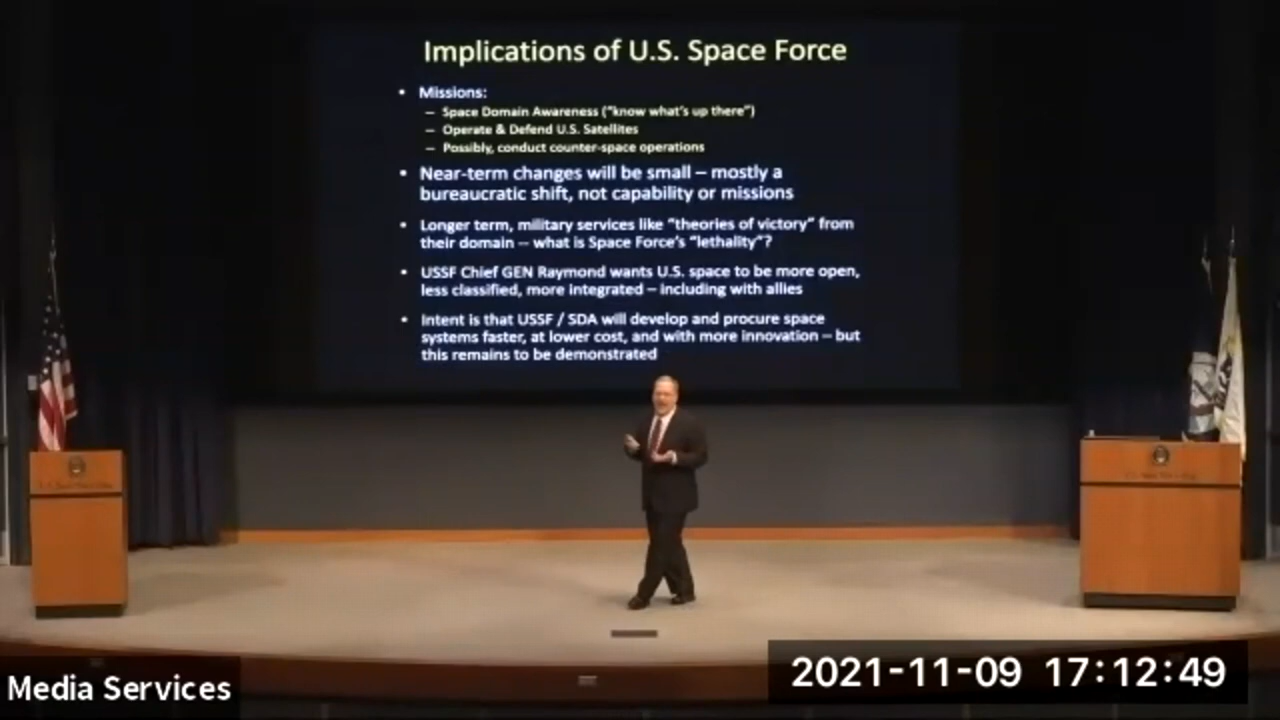 Implications of U.S. Space Force
• Missions:
– Space Domain Awareness ("know what's up there")
– Operate & Defend U.S. Satellites
– Possibly, conduct counter-space operations
• Near-term changes will be small – mostly a
bureaucratic shift, not capability or missions
• Longer term, military services like "theories of victory" from
their domain – what is Space Force's "lethality"?
• USSF Chief GEN Raymond wants U.S. space to be more open,
less classified, more integrated – including with allies
• Intent is that USSF / SDA will develop and procure space
systems faster, at lower cost, and with more innovation – but
this remains to be demonstrated
Media Services
2021-11-09 17:12:49